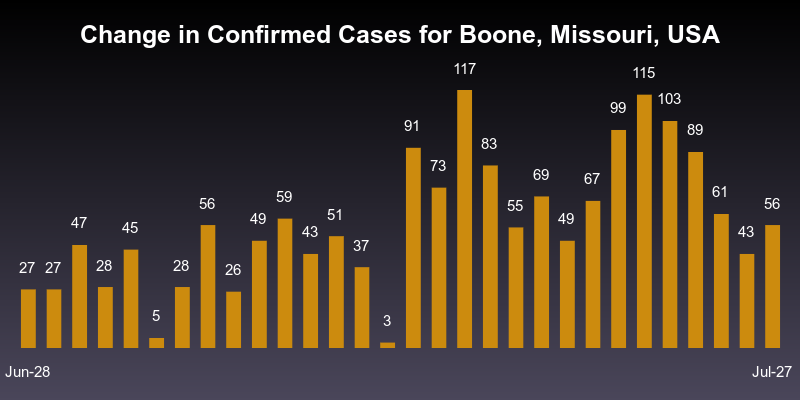 Change in Confirmed Cases for Boone, Missouri, USA
27 27 47 28 45 5 28 56 26 49 59 43 51 37 3 91 73 117 83 55 69 49 67 99 115 103 89 61 43 56
Jun-28 Jul-27